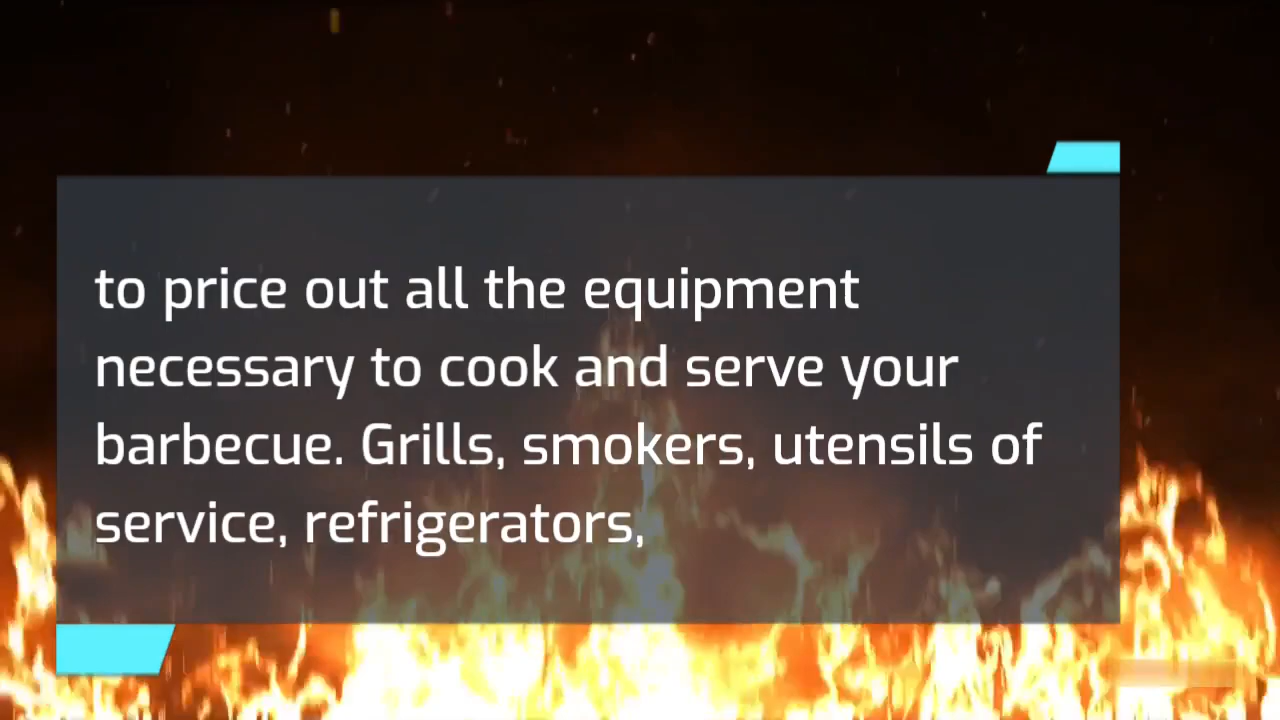 to price out all the equipment
necessary to cook and serve your
barbecue. Grills, smokers, utensils of
service, refrigerators,